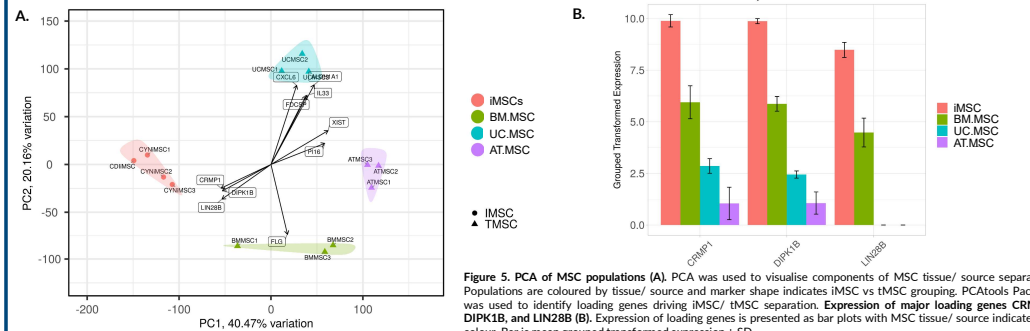 A.
150
100
50
0
-50
-100
-200
-100
0
100
PC2, 20.16% variation
PC1, 40.47% variation
UCMSC2
UCMSC1
CXCL6
IL33
XIST
PI16
ATMSC3
ATMSC2
ATMSC1
CYNIMSC1
CYNIMSC2
CYNIMSC3
CRMP1
DIPK1B
LIN28B
FLG
BMMSC1
BMMSC2
BMMSC3
iMSCs
BM.MSC
UC.MSC
AT.MSC
IMSC
TMSC
B.
10.0
7.5
5.0
2.5
0.0
Grouped Transformed Expression
CRMP1
DIPK1B
LIN28B
iMSC
BM.MSC
UC.MSC
AT.MSC
Figure 5. PCA of MSC populations (A). PCA was used to visualise components of MSC tissue/ source separa
Populations are coloured by tissue/ source and marker shape indicates iMSC vs tMSC grouping. PCAtools Pac
was used to identify loading genes driving iMSC/ tMSC separation. Expression of major loading genes CRM
DIPK1B, and LIN28B (B). Expression of loading genes is presented as bar plots with MSC tissue/ source indicate